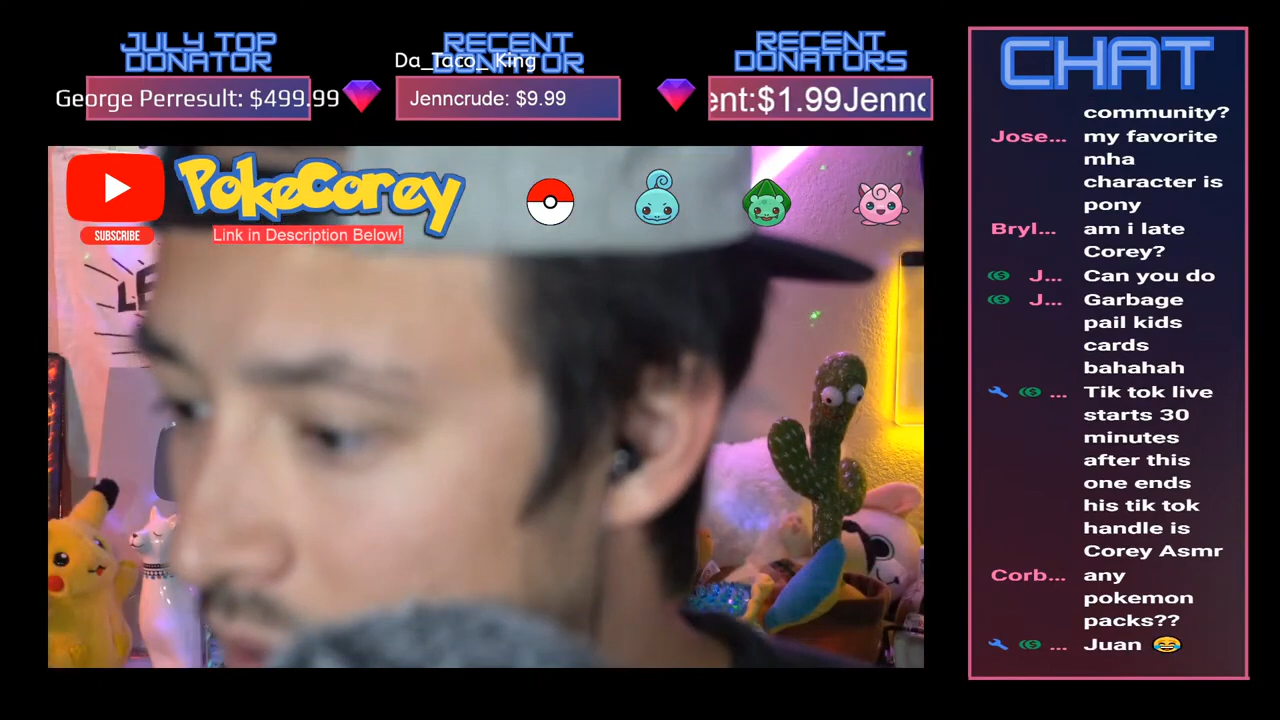 JULY TOP
DONATOR
George Perresult: $499.99
RECENT
DONATOR
Da_Taco_ King
Jenncrude: $9.99
RECENT
DONATORS
ent:$1.99Jennc
SUBSCRIBE
PokeCorey
Link in Description Below!
LE
CHAT
community?
Jose... my favorite
mha
character is
pony
Bryl... am i late
Corey?
J... Can you do
J... Garbage
pail kids
cards
bahahah
... Tik tok live
starts 30
minutes
after this
one ends
his tik tok
handle is
Corey Asmr
Corb... any
pokemon
packs??
... Juan 😂